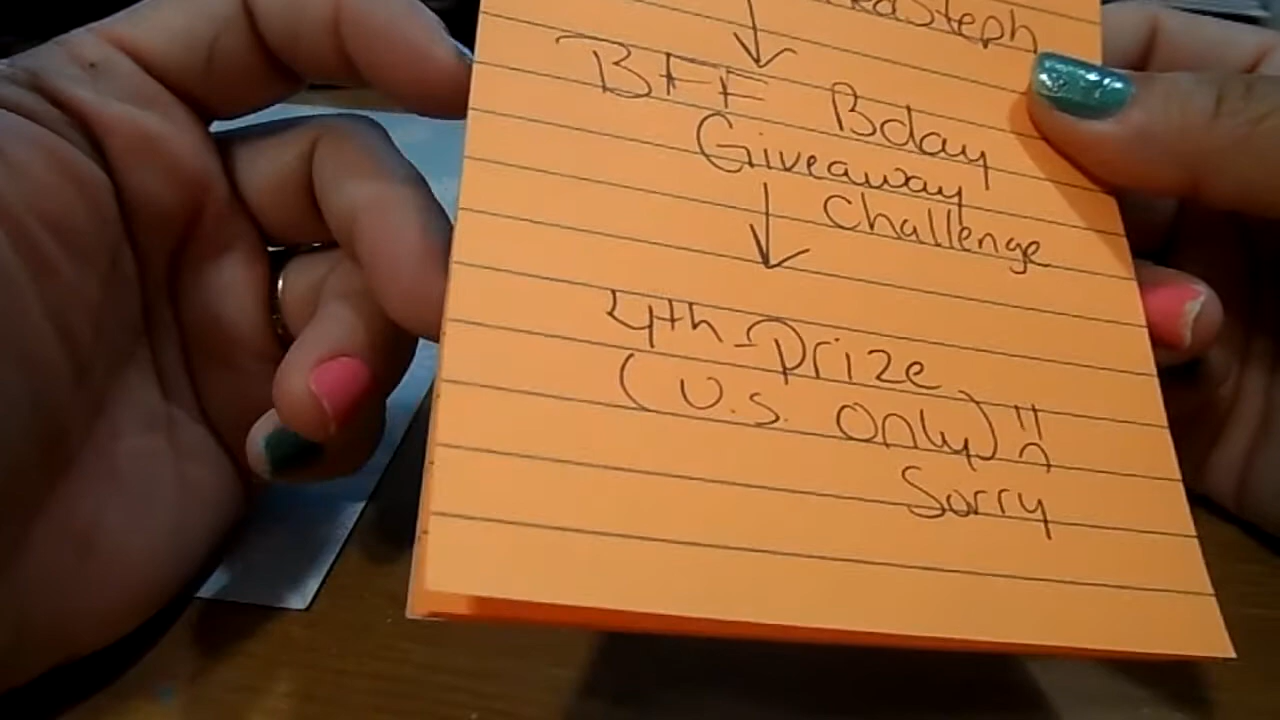 BFF Bday
Giveaway
Challenge
4th-Prize
(U.S. Only)
Sorry